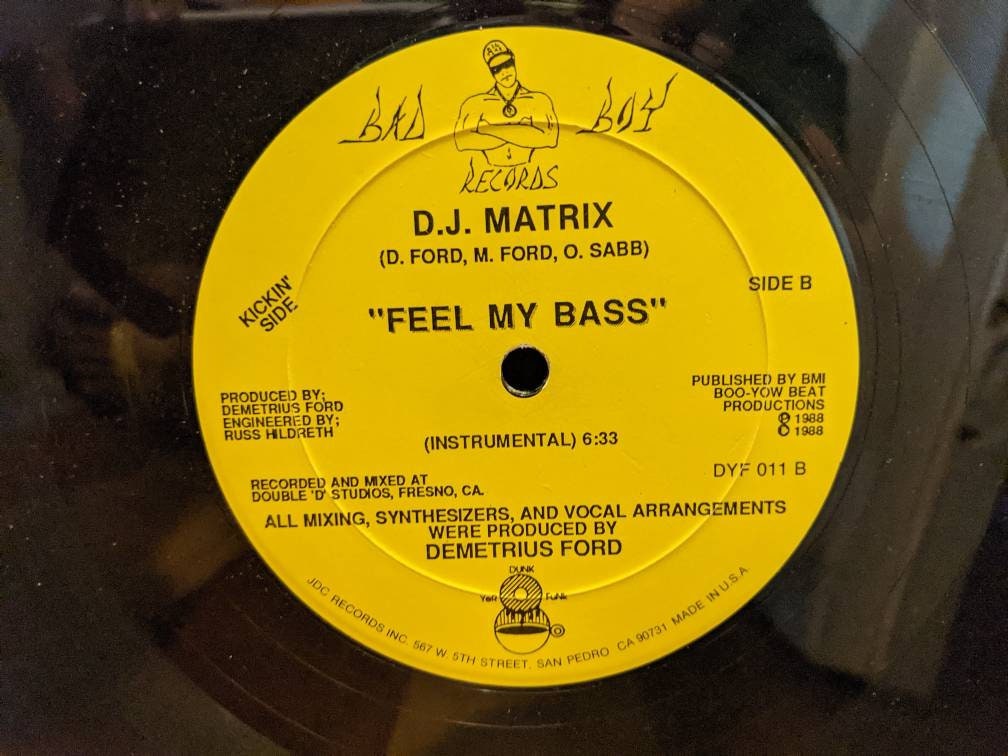 BAD BOY
RECORDS
D.J. MATRIX
(D. FORD, M. FORD, O. SABB)
KICKIN'
SIDE
SIDE B
"FEEL MY BASS"
PRODUCED BY;
DEMETRIUS FORD
ENGINEERED BY;
RUSS HILDRETH
PUBLISHED BY BMI
BOO-YOW BEAT
PRODUCTIONS
℗ 1988
© 1988
(INSTRUMENTAL) 6:33
DYF 011 B
RECORDED AND MIXED AT
DOUBLE 'D' STUDIOS, FRESNO, CA.
ALL MIXING, SYNTHESIZERS, AND VOCAL ARRANGEMENTS
WERE PRODUCED BY
DEMETRIUS FORD
DUNK
YeR FuNk
JDC RECORDS INC. 567 W. 5TH STREET, SAN PEDRO CA 90731 MADE IN U.S.A